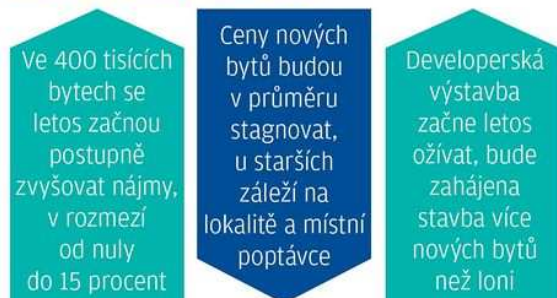 Ve 400 tisících
bytech se
letos začnou
postupně
zvyšovat nájmy,
v rozmezí
od nuly
do 15 procent
Ceny nových
bytů budou
v průměru
stagnovat,
u starších
záleží na
lokalitě a místní
poptávce
Developerská
výstavba
začne letos
ožívat, bude
zahájena
stavba více
nových bytů
než loni